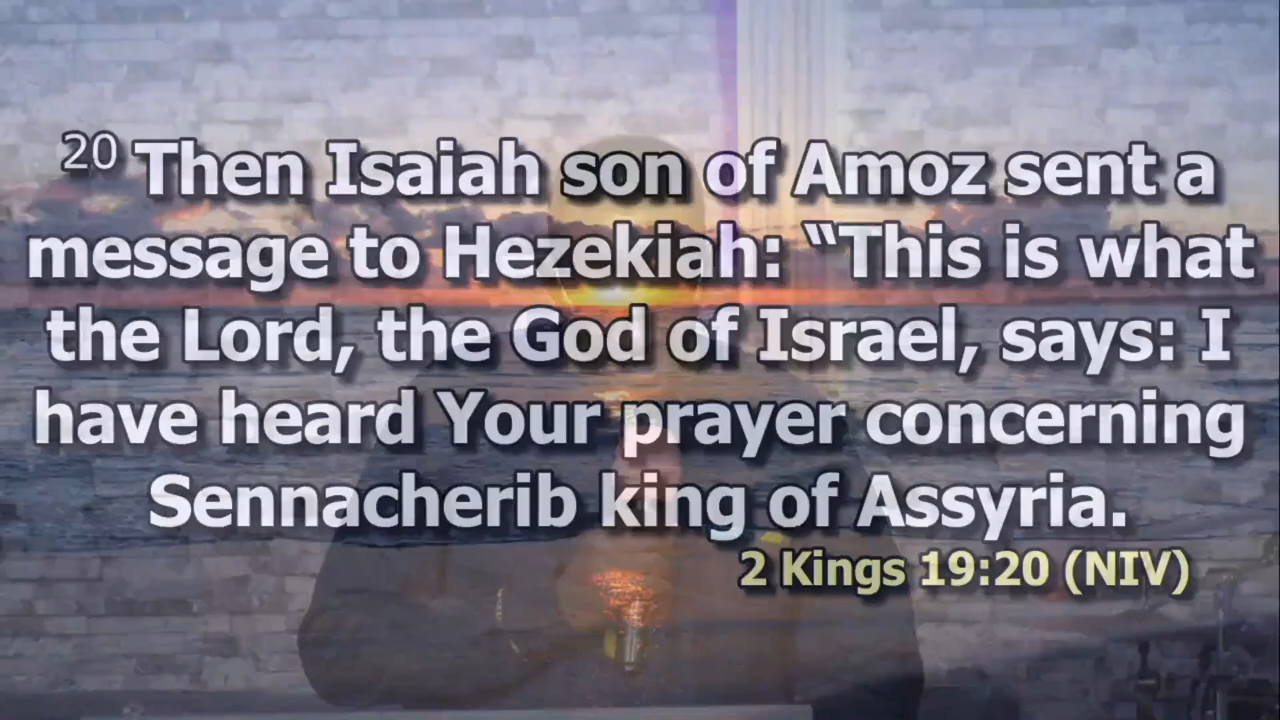 20 Then Isaiah son of Amoz sent a
message to Hezekiah: “This is what
the Lord, the God of Israel, says: I
have heard Your prayer concerning
Sennacherib king of Assyria.
2 Kings 19:20 (NIV)